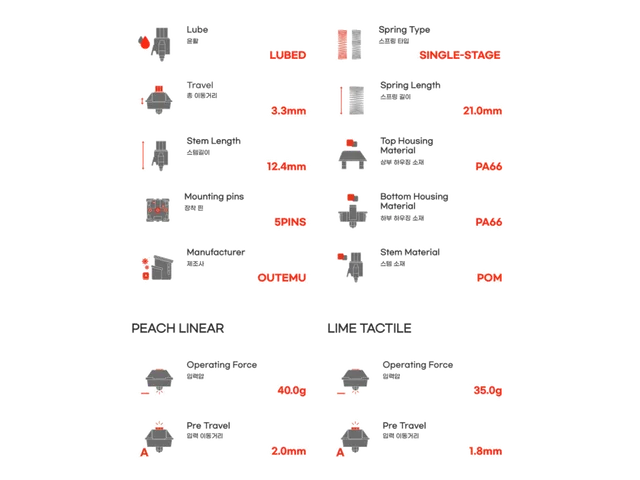 Lube
윤활
LUBED
Spring Type
스프링 타입
SINGLE-STAGE
Travel
총 이동거리
3.3mm
Spring Length
스프링 길이
21.0mm
Stem Length
스템길이
12.4mm
Top Housing
Material
상부 하우징 소재
PA66
Mounting pins
장착 핀
5PINS
Bottom Housing
Material
하부 하우징 소재
PA66
Manufacturer
제조사
OUTEMU
Stem Material
스템 소재
POM
PEACH LINEAR
LIME TACTILE
Operating Force
입력압
40.0g
Operating Force
입력압
35.0g
Pre Travel
입력 이동거리
A
2.0mm
Pre Travel
입력 이동거리
A
1.8mm